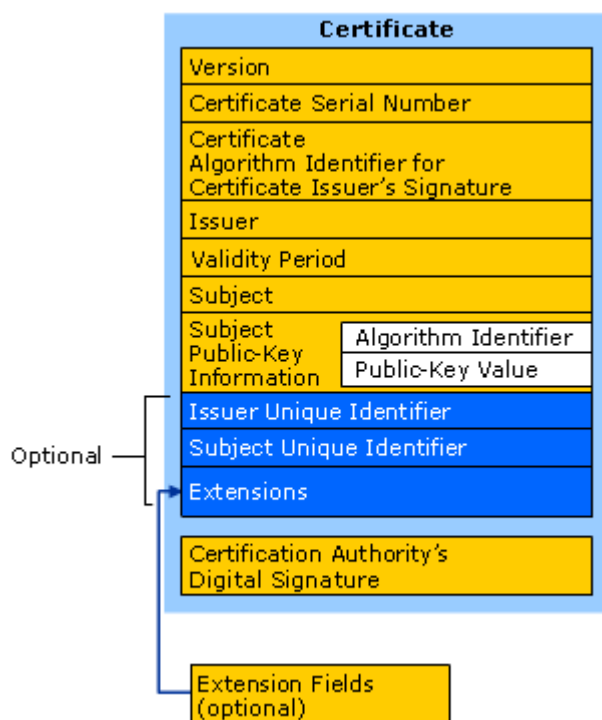 Certificate
Version
Certificate Serial Number
Certificate
Algorithm Identifier for
Certificate Issuer's Signature
Issuer
Validity Period
Subject
Subject
Public-Key
Information
Algorithm Identifier
Public-Key Value
Optional
Issuer Unique Identifier
Subject Unique Identifier
Extensions
Certification Authority's
Digital Signature
Extension Fields
(optional)